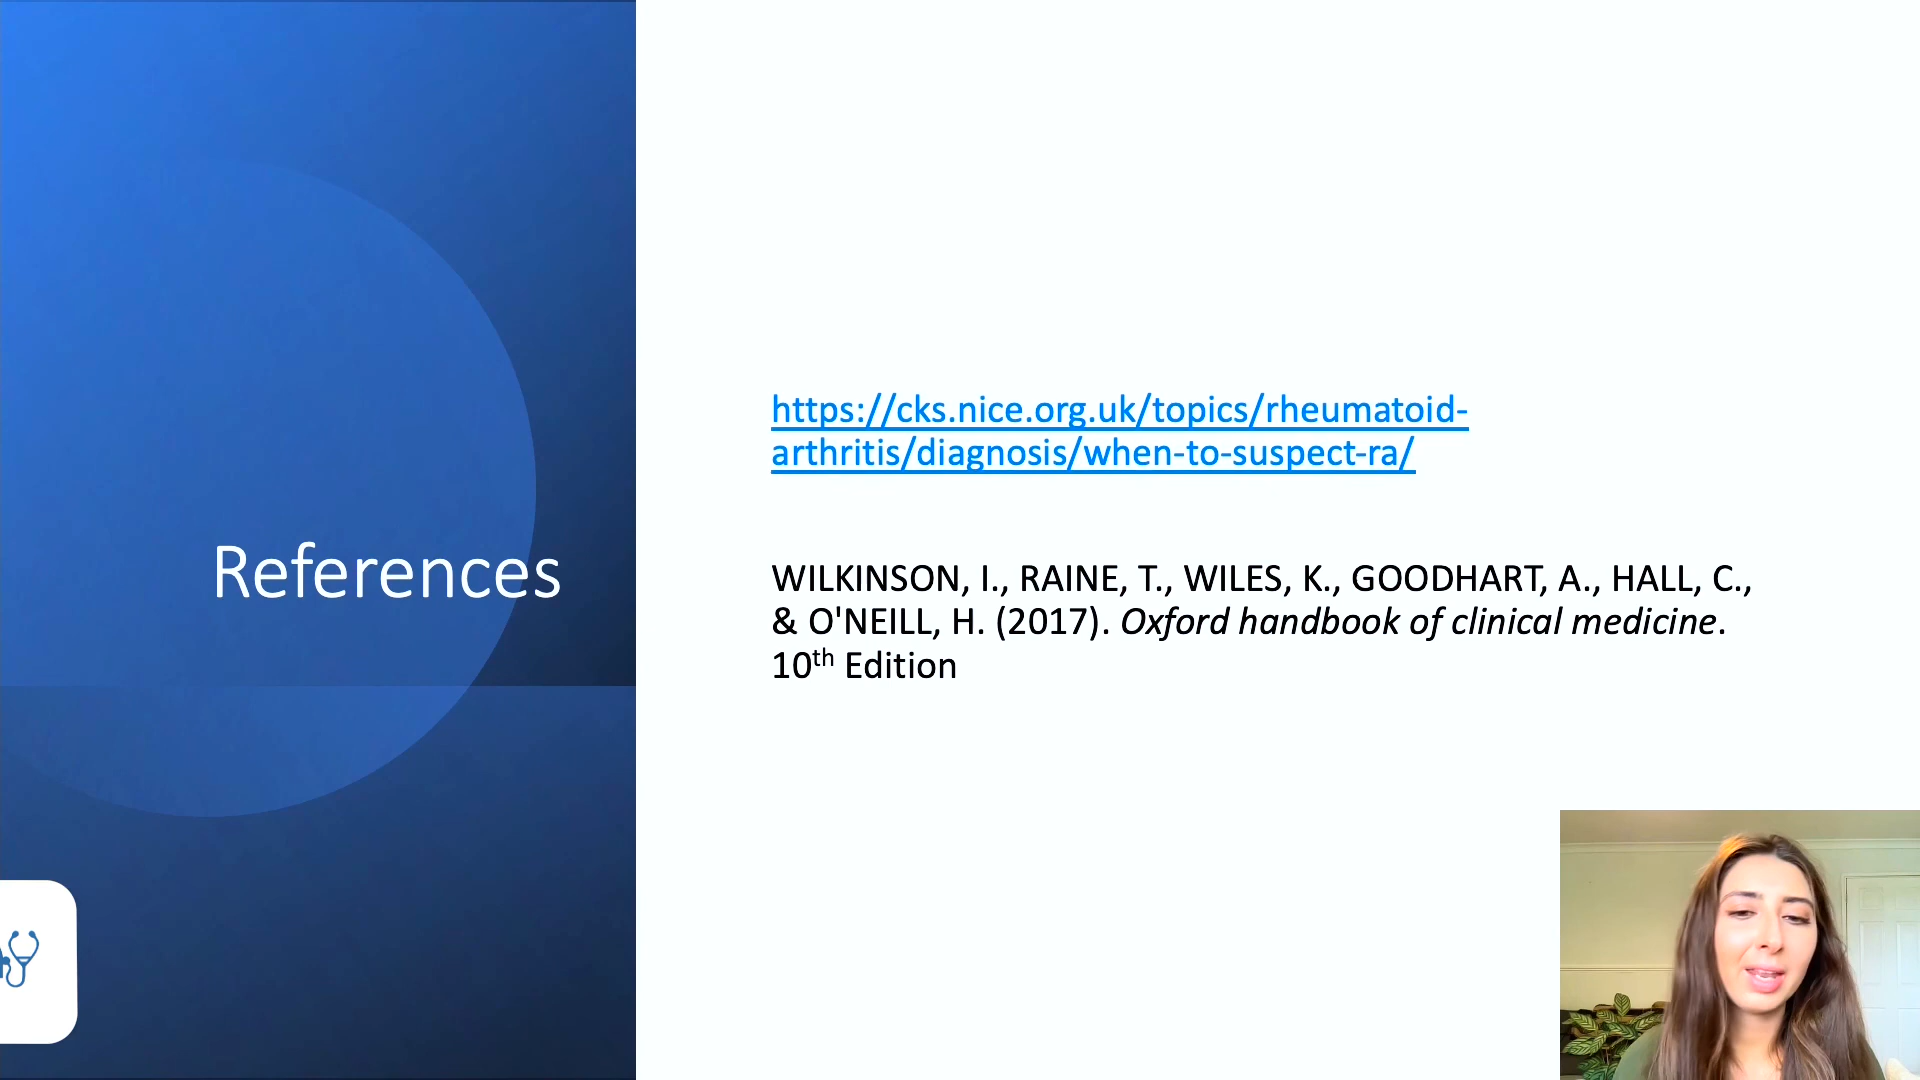 References
https://cks.nice.org.uk/topics/rheumatoid-
arthritis/diagnosis/when-to-suspect-ra/
WILKINSON, I., RAINE, T., WILES, K., GOODHART, A., HALL, C.,
& O'NEILL, H. (2017). Oxford handbook of clinical medicine.
10th Edition